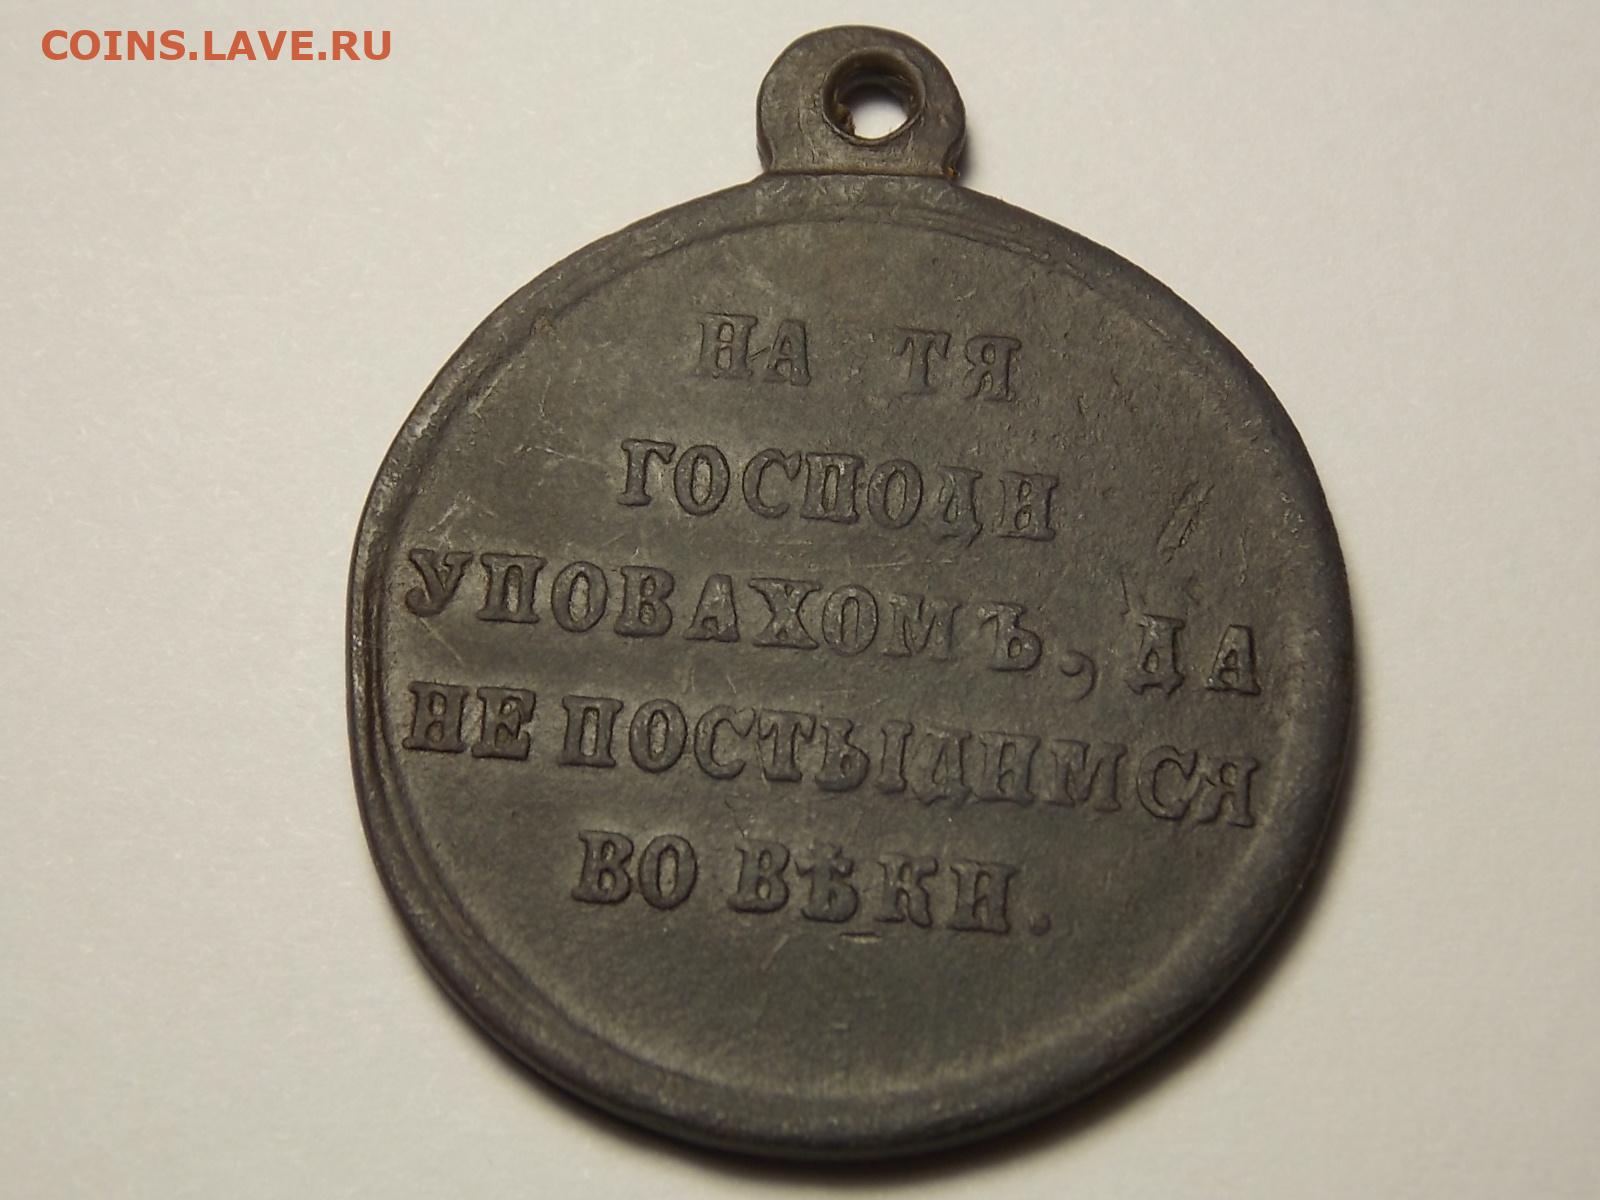 COINS.LAVE.RU
НА ТЯ
ГОСПОДИ
УПОВАХОМЪ, ДА
НЕ ПОСТЫДИМСЯ
ВО ВѢКИ.